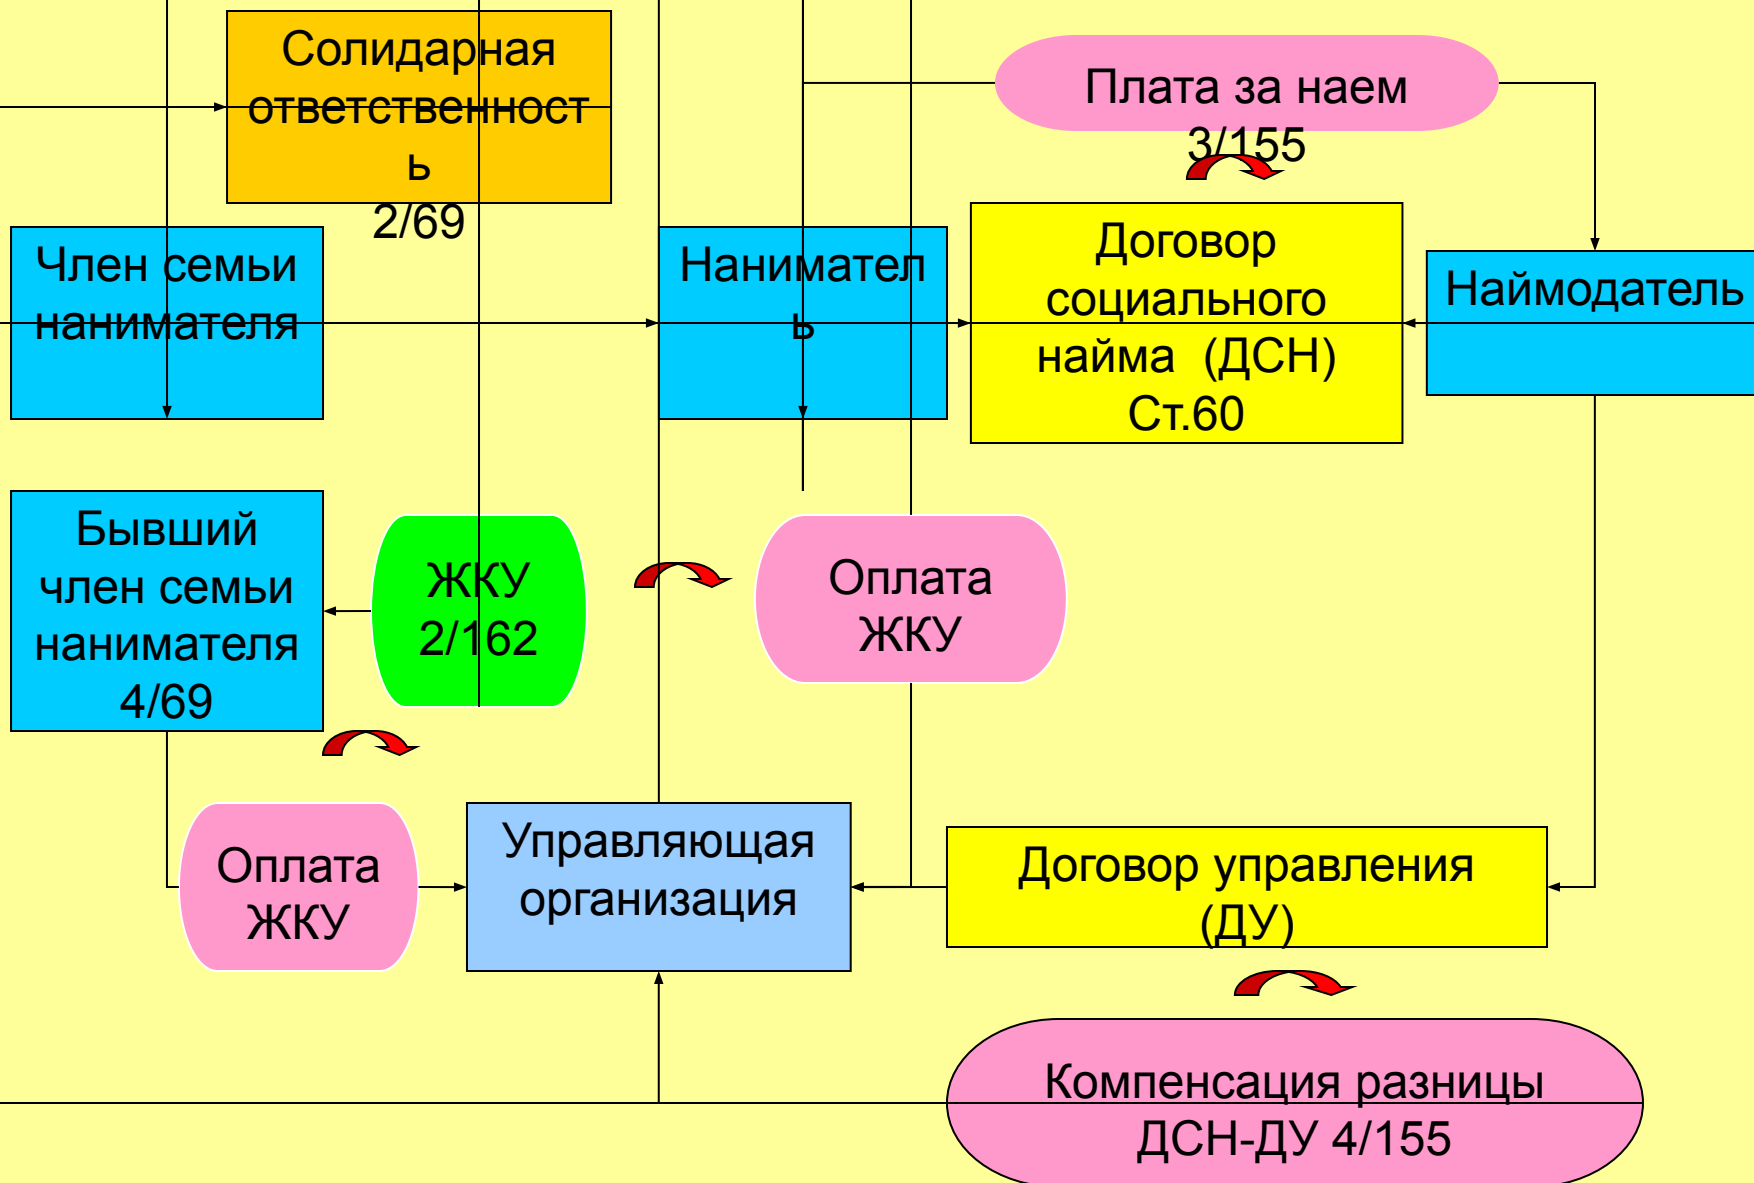 Солидарная
ответственност
ь
2/69
Плата за наем
3/155
Член семьи
нанимателя
Нанимател
ь
Договор
социального
найма (ДСН)
Ст.60
Наймодатель
Бывший
член семьи
нанимателя
4/69
ЖКУ
2/162
Оплата
ЖКУ
Оплата
ЖКУ
Управляющая
организация
Договор управления
(ДУ)
Компенсация разницы
ДСН-ДУ 4/155